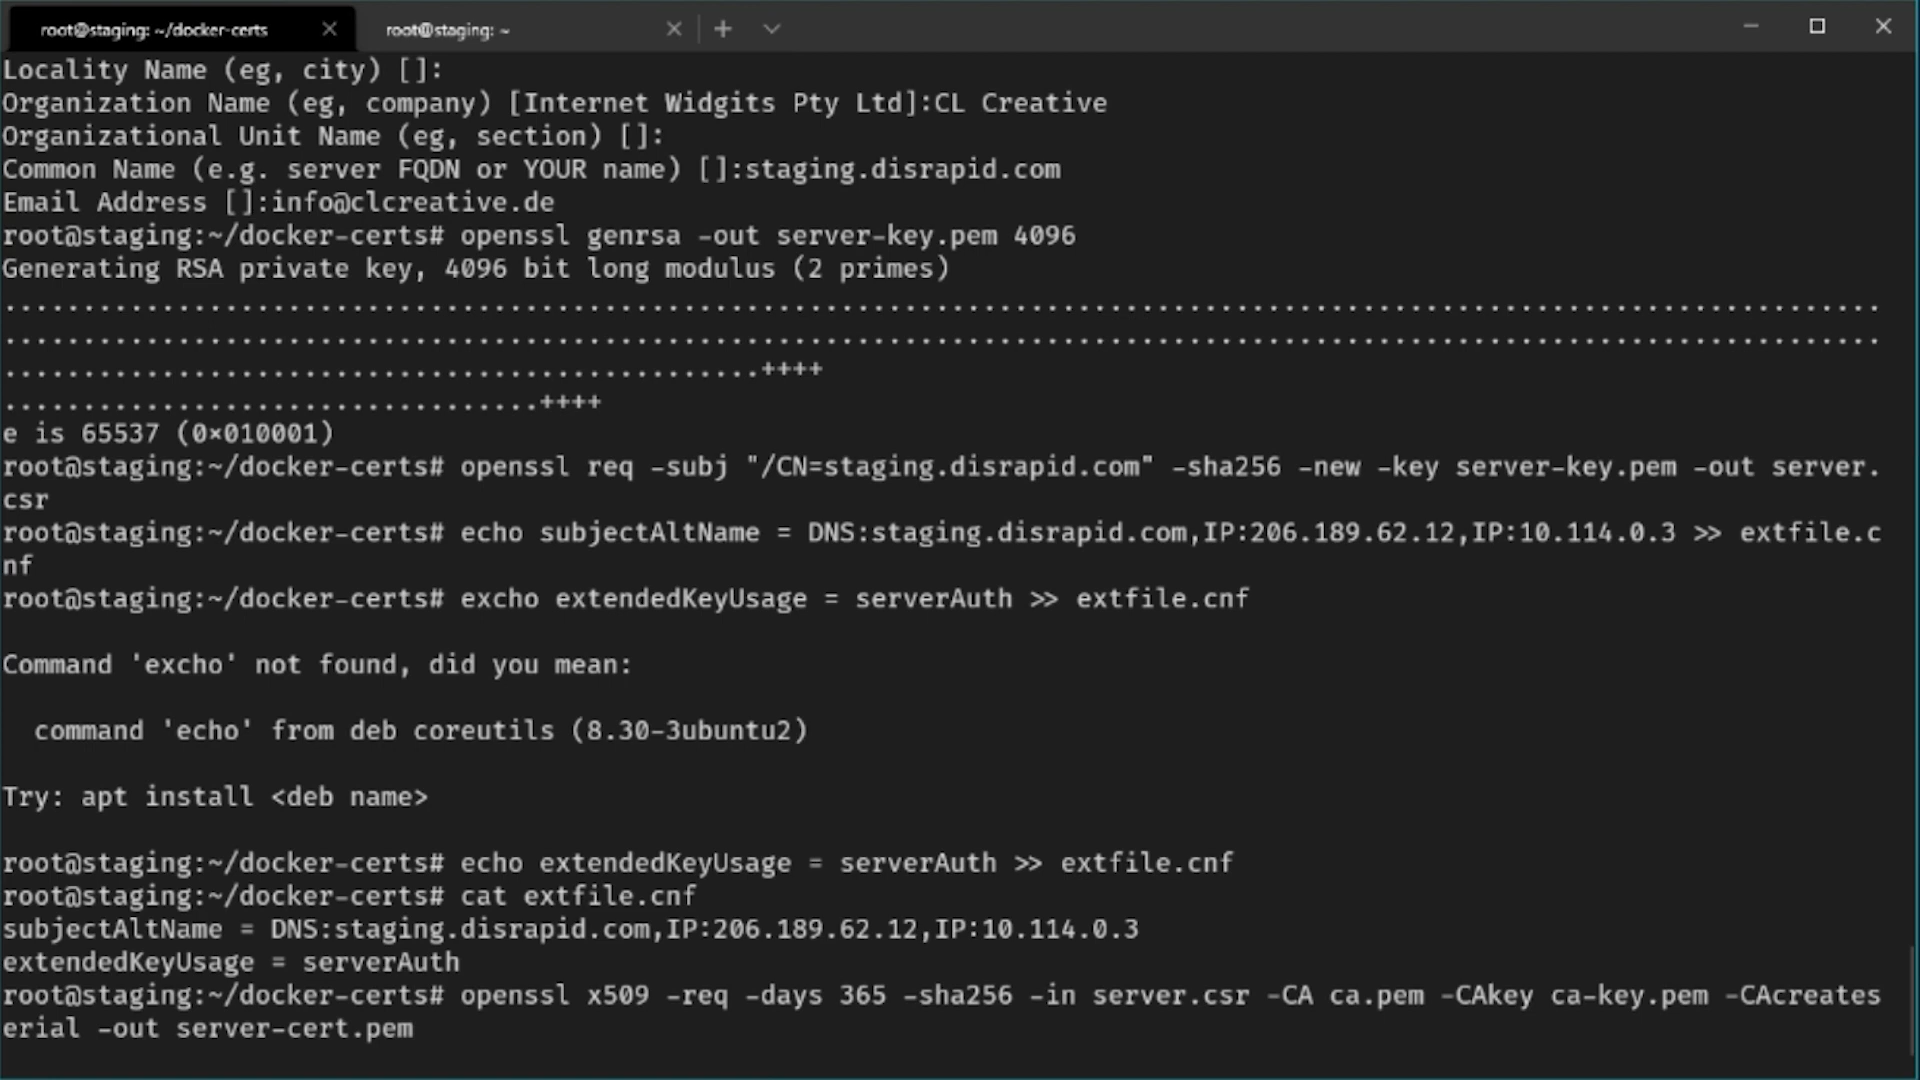 root@staging: ~/docker-certs
root@staging: ~
Locality Name (eg, city) []:
Organization Name (eg, company) [Internet Widgits Pty Ltd]:CL Creative
Organizational Unit Name (eg, section) []:
Common Name (e.g. server FQDN or YOUR name) []:staging.disrapid.com
Email Address []:info@clcreative.de
root@staging:~/docker-certs# openssl genrsa -out server-key.pem 4096
Generating RSA private key, 4096 bit long modulus (2 primes)
.......................................................................................................................
.......................................................................................................................
................................................++++
..................................++++
e is 65537 (0x010001)
root@staging:~/docker-certs# openssl req -subj "/CN=staging.disrapid.com" -sha256 -new -key server-key.pem -out server.
csr
root@staging:~/docker-certs# echo subjectAltName = DNS:staging.disrapid.com,IP:206.189.62.12,IP:10.114.0.3 >> extfile.c
nf
root@staging:~/docker-certs# excho extendedKeyUsage = serverAuth >> extfile.cnf
Command 'excho' not found, did you mean:
command 'echo' from deb coreutils (8.30-3ubuntu2)
Try: apt install <deb name>
root@staging:~/docker-certs# echo extendedKeyUsage = serverAuth >> extfile.cnf
root@staging:~/docker-certs# cat extfile.cnf
subjectAltName = DNS:staging.disrapid.com,IP:206.189.62.12,IP:10.114.0.3
extendedKeyUsage = serverAuth
root@staging:~/docker-certs# openssl x509 -req -days 365 -sha256 -in server.csr -CA ca.pem -CAkey ca-key.pem -CAcreates
erial -out server-cert.pem